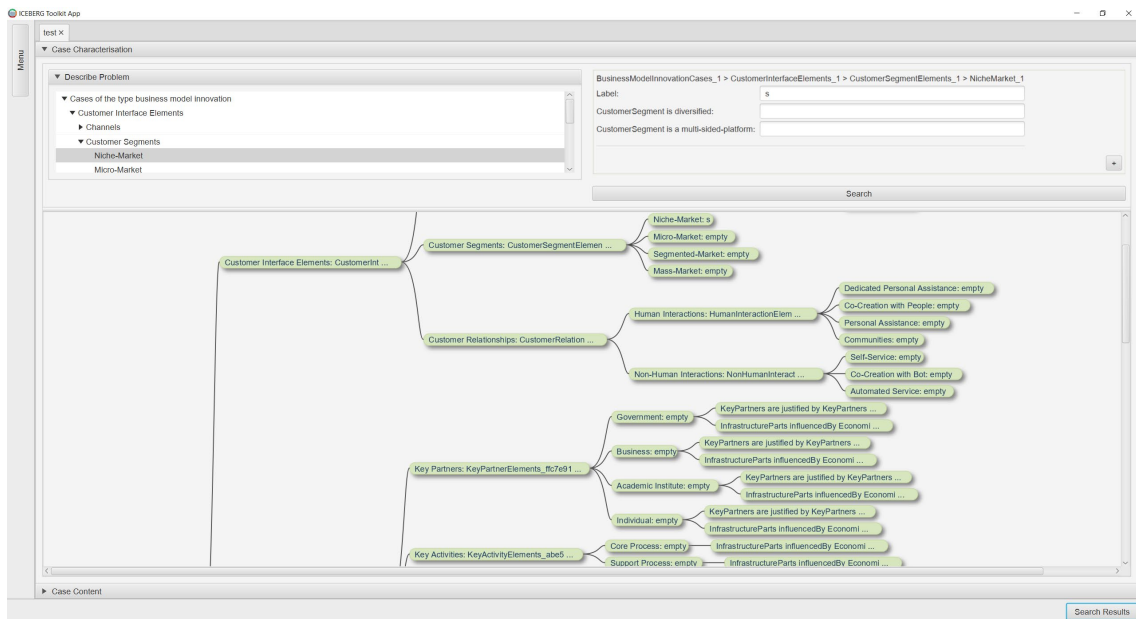 ICEBERG Toolkit App
Menu
test ×
Case Characterisation
Describe Problem
Cases of the type business model innovation
Customer Interface Elements
Channels
Customer Segments
Niche-Market
Micro-Market
BusinessModelInnovationCases_1 > CustomerInterfaceElements_1 > CustomerSegmentElements_1 > NicheMarket_1
Label: s
CustomerSegment is diversified:
CustomerSegment is a multi-sided-platform:
+
Search
Niche-Market: s
Customer Segments: CustomerSegmentElemen ...
Micro-Market: empty
Segmented-Market: empty
Customer Interface Elements: CustomerInt ...
Mass-Market: empty
Dedicated Personal Assistance: empty
Co-Creation with People: empty
Human Interactions: HumanInteractionElem ...
Personal Assistance: empty
Communities: empty
Customer Relationships: CustomerRelation ...
Self-Service: empty
Non-Human Interactions: NonHumanInteract ...
Co-Creation with Bot: empty
Automated Service: empty
Government: empty
KeyPartners are justified by KeyPartners ...
InfrastructureParts influencedBy Economi ...
Business: empty
KeyPartners are justified by KeyPartners ...
InfrastructureParts influencedBy Economi ...
Key Partners: KeyPartnerElements_ffc7e91 ...
Academic Institute: empty
KeyPartners are justified by KeyPartners ...
InfrastructureParts influencedBy Economi ...
Individual: empty
KeyPartners are justified by KeyPartners ...
InfrastructureParts influencedBy Economi ...
Key Activities: KeyActivityElements_abe5 ...
Core Process: empty
InfrastructureParts influencedBy Economi ...
Support Process: empty
InfrastructureParts influencedBy Economi ...
Case Content
Search Results